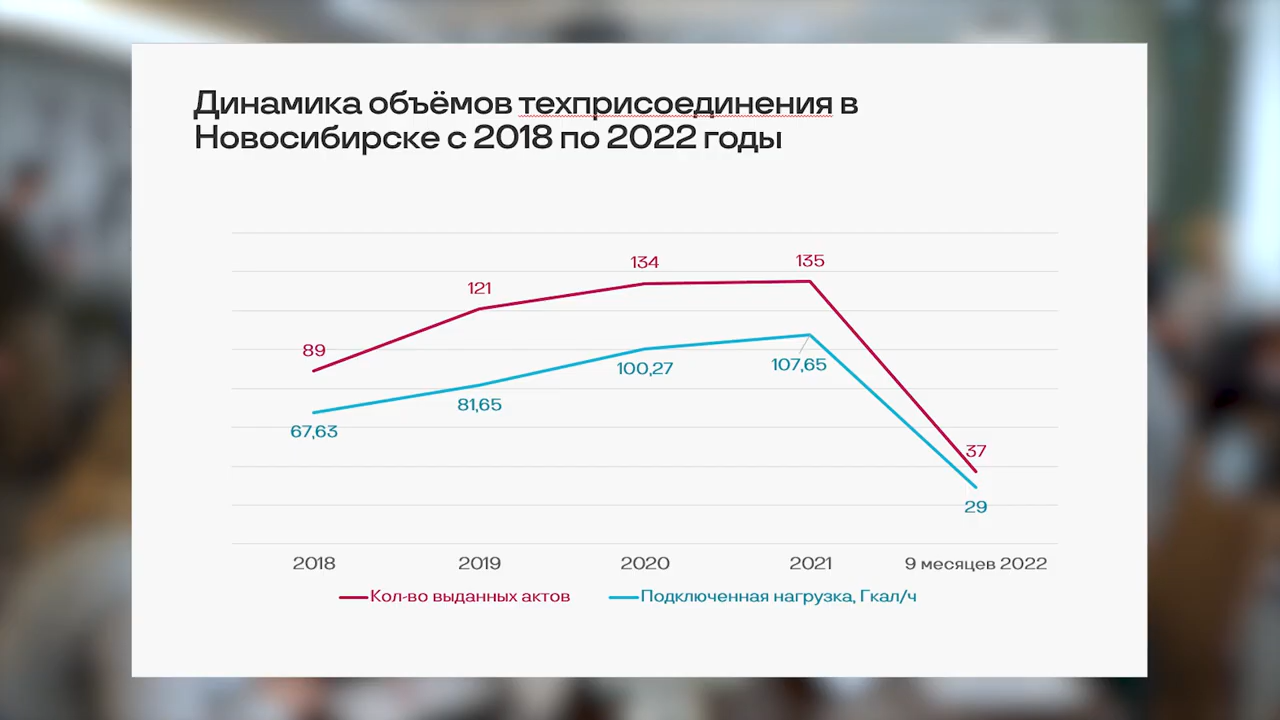 Динамика объёмов техприсоединения в
Новосибирске с 2018 по 2022 годы
135
134
121
89
107,65
100,27
81,65
67,63
37
29
2018 2019 2020 2021 9 месяцев 2022
Кол-во выданных актов Подключенная нагрузка, Гкал/ч